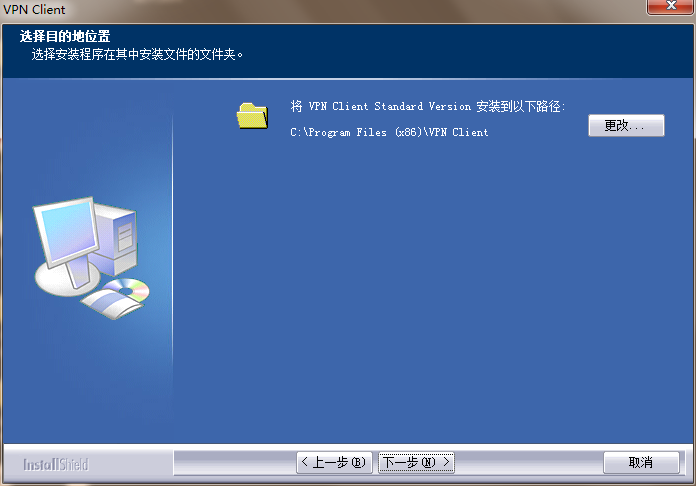 VPN Client
选择目的地位置
选择安装程序在其中安装文件的文件夹。
将 VPN Client Standard Version 安装到以下路径:
C:\Program Files (x86)\VPN Client
更改...
InstallShield
< 上一步(B)
下一步(N) >
取消